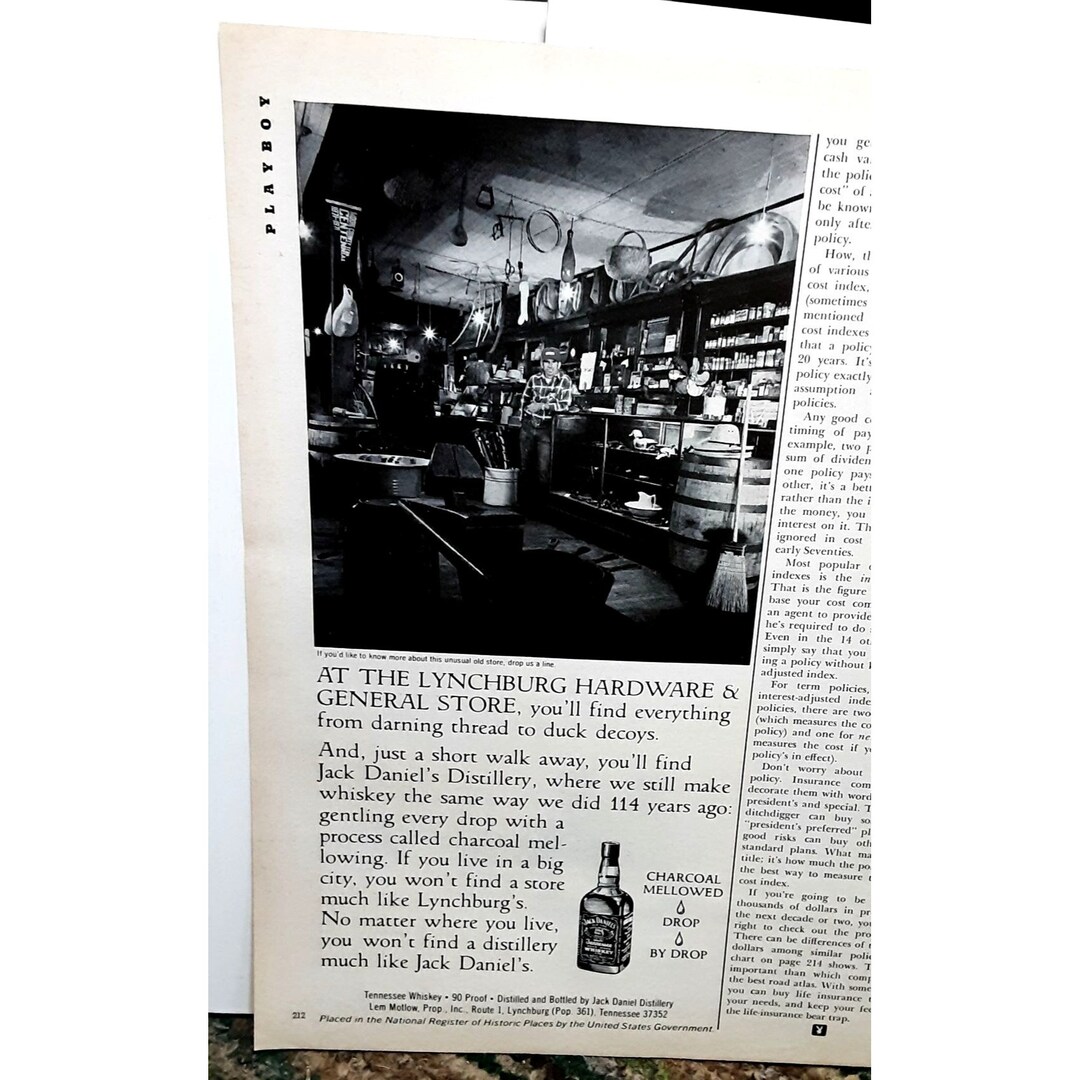 PLAYBOY
CENTENN
If you'd like to know more about this unusual old store, drop us a line.
AT THE LYNCHBURG HARDWARE &
GENERAL STORE, you'll find everything
from darning thread to duck decoys.
And, just a short walk away, you'll find
Jack Daniel's Distillery, where we still make
whiskey the same way we did 114 years ago:
gentling every drop with a
process called charcoal mel-
lowing. If you live in a big
city, you won't find a store
much like Lynchburg's.
No matter where you live,
you won't find a distillery
much like Jack Daniel's.
JACK DANIEL'S
WHISKEY
CHARCOAL
MELLOWED
DROP
BY DROP
Tennessee Whiskey • 90 Proof • Distilled and Bottled by Jack Daniel Distillery
Lem Motlow, Prop., Inc., Route 1, Lynchburg (Pop. 361), Tennessee 37352
Placed in the National Register of Historic Places by the United States Government.
212
you ge
cash va
the polic
cost" of
be known
only afte
policy.
How, th
of various
cost index,
(sometimes
mentioned
cost indexes
that a polic
20 years. It's
policy exactly
assumption
policies.
Any good c
timing of pay
example, two p
sum of dividen
one policy pay
other, it's a bett
rather than the i
the money, you
interest on it. Th
ignored in cost
early Seventies.
Most popular
indexes is the in
That is the figure
base your cost com
an agent to provide
he's required to do
Even in the 14 ot
simply say that you
ing a policy without
adjusted index.
For term policies,
interest-adjusted inde
policies, there are two
(which measures the co
policy) and one for ne
measures the cost if y
policy's in effect).
Don't worry about
policy. Insurance com
decorate them with word
president's and special. T
ditchdigger can buy so
"president's preferred" pl
good risks can buy oth
standard plans. What ma
title; it's how much the po
the best way to measure
cost index.
If you're going to be
thousands of dollars in pr
the next decade or two, you
right to check out the pro
There can be differences of
dollars among similar polic
chart on page 214 shows. T
important than which comp
the best road atlas. With some
you can buy life insurance
your needs, and keep your fee
the life-insurance bear trap.